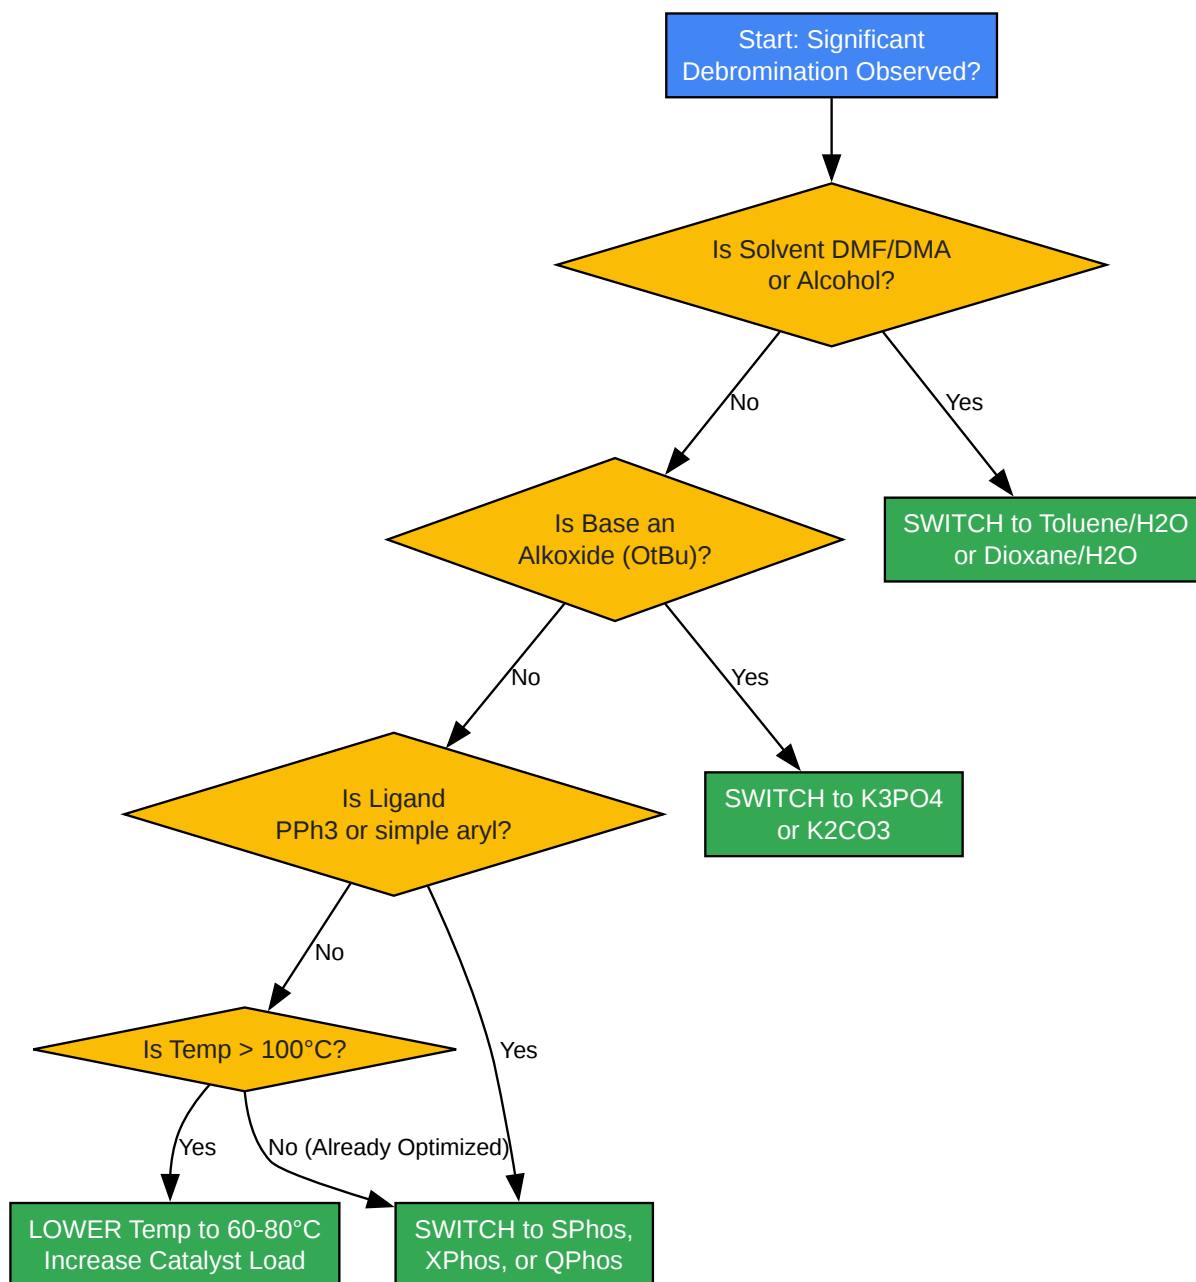 Start: Significant
Debromination Observed?
Is Solvent DMF/DMA
or Alcohol?
No
Yes
Is Base an
Alkoxide (OtBu)?
SWITCH to Toluene/H2O
or Dioxane/H2O
No
Yes
Is Ligand
PPh3 or simple aryl?
SWITCH to K3PO4
or K2CO3
No
Is Temp > 100°C?
Yes
Yes
No (Already Optimized)
LOWER Temp to 60-80°C
Increase Catalyst Load
SWITCH to SPhos,
XPhos, or QPhos